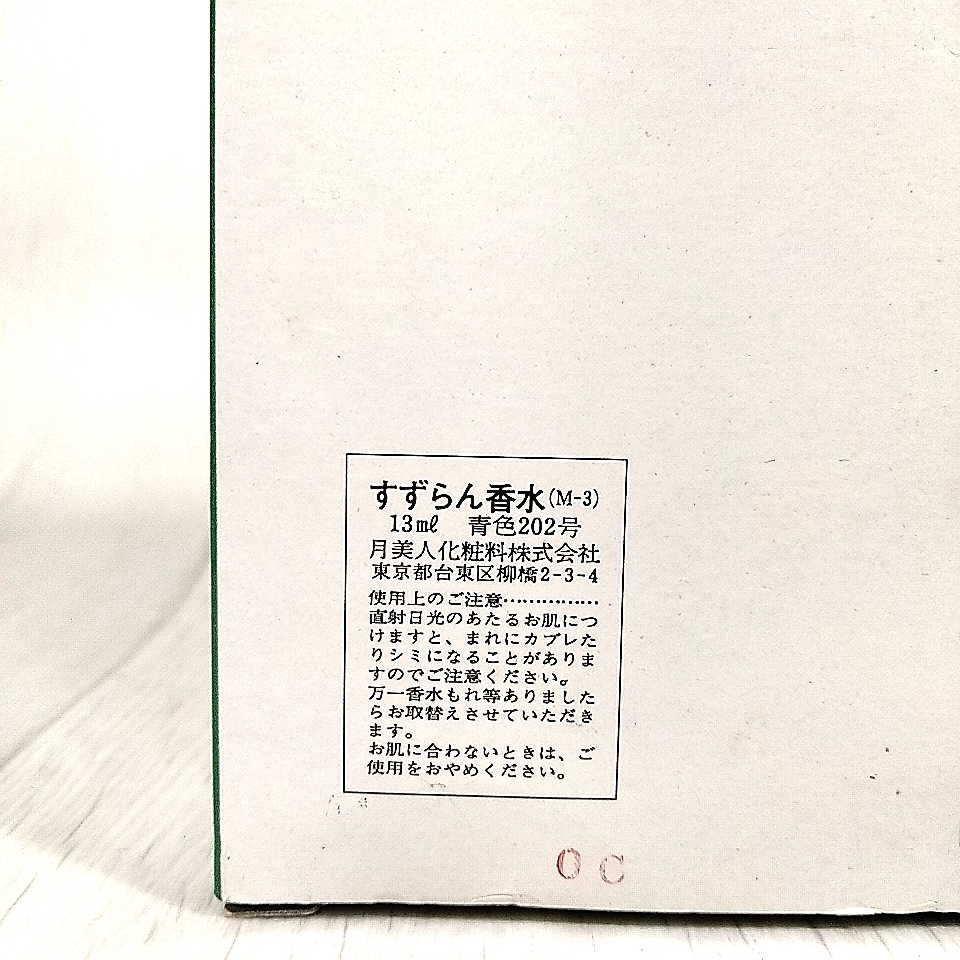 すずらん香水(M-3)
13㎖ 青色202号
月美人化粧料株式会社
東京都台東区柳橋2-3-4
使用上のご注意……………
直射日光のあたるお肌につ
けますと、まれにカブレた
りシミになることがありま
すのでご注意ください。
万一香水もれ等ありました
らお取替えさせていただき
ます。
お肌に合わないときは、ご
使用をおやめください。
O C